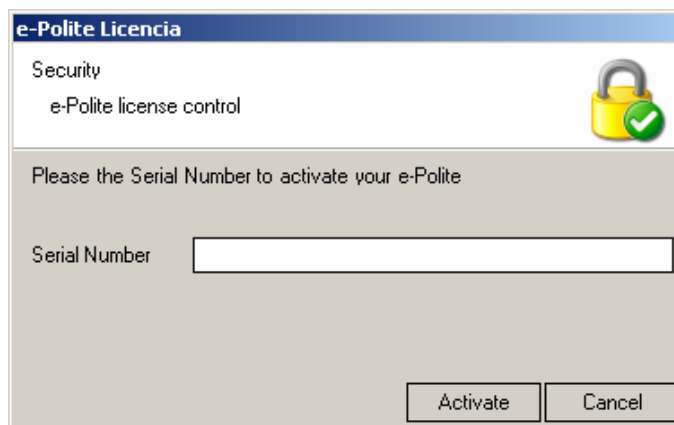 e-Polite Licencia
Security
e-Polite license control
Please the Serial Number to activate your e-Polite
Serial Number
Activate
Cancel